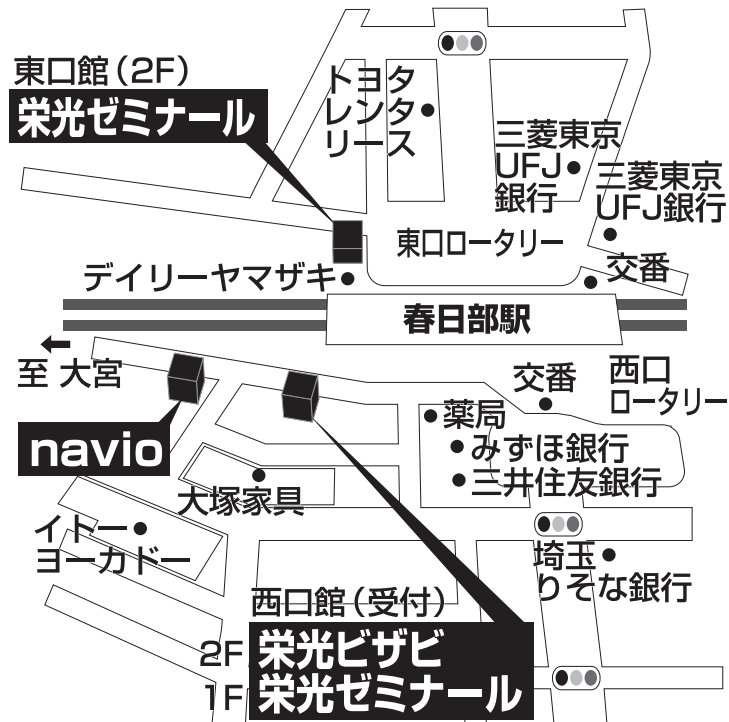 東口館（2F）
栄光ゼミナール
トヨタ
レンタ
リース
三菱東京
UFJ
銀行
三菱東京
UFJ銀行
東口ロータリー
交番
デイリーヤマザキ
春日部駅
至 大宮
navio
交番
西口
ロータリー
薬局
みずほ銀行
三井住友銀行
大塚家具
イトー
ヨーカドー
埼玉
りそな銀行
西口館（受付）
2F 栄光ビザビ
1F 栄光ゼミナール